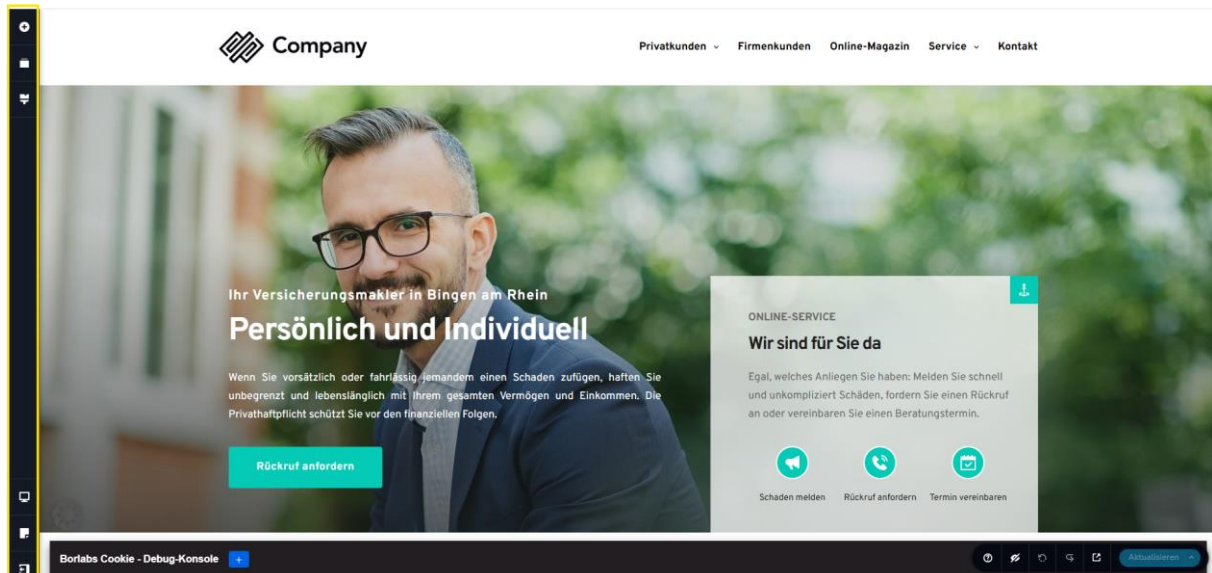 Company
Privatkunden Firmenkunden Online-Magazin Service Kontakt
Ihr Versicherungsmakler in Bingen am Rhein
Persönlich und Individuell
Wenn Sie vorsätzlich oder fahrlässig jemandem einen Schaden zufügen, haften Sie
unbegrenzt und lebenslänglich mit Ihrem gesamten Vermögen und Einkommen. Die
Privathaftpflicht schützt Sie vor den finanziellen Folgen.
Rückruf anfordern
ONLINE-SERVICE
Wir sind für Sie da
Egal, welches Anliegen Sie haben: Melden Sie schnell
und unkompliziert Schäden, fordern Sie einen Rückruf
an oder vereinbaren Sie einen Beratungstermin.
Schaden melden Rückruf anfordern Termin vereinbaren
Borlabs Cookie - Debug-Konsole +
Aktualisieren